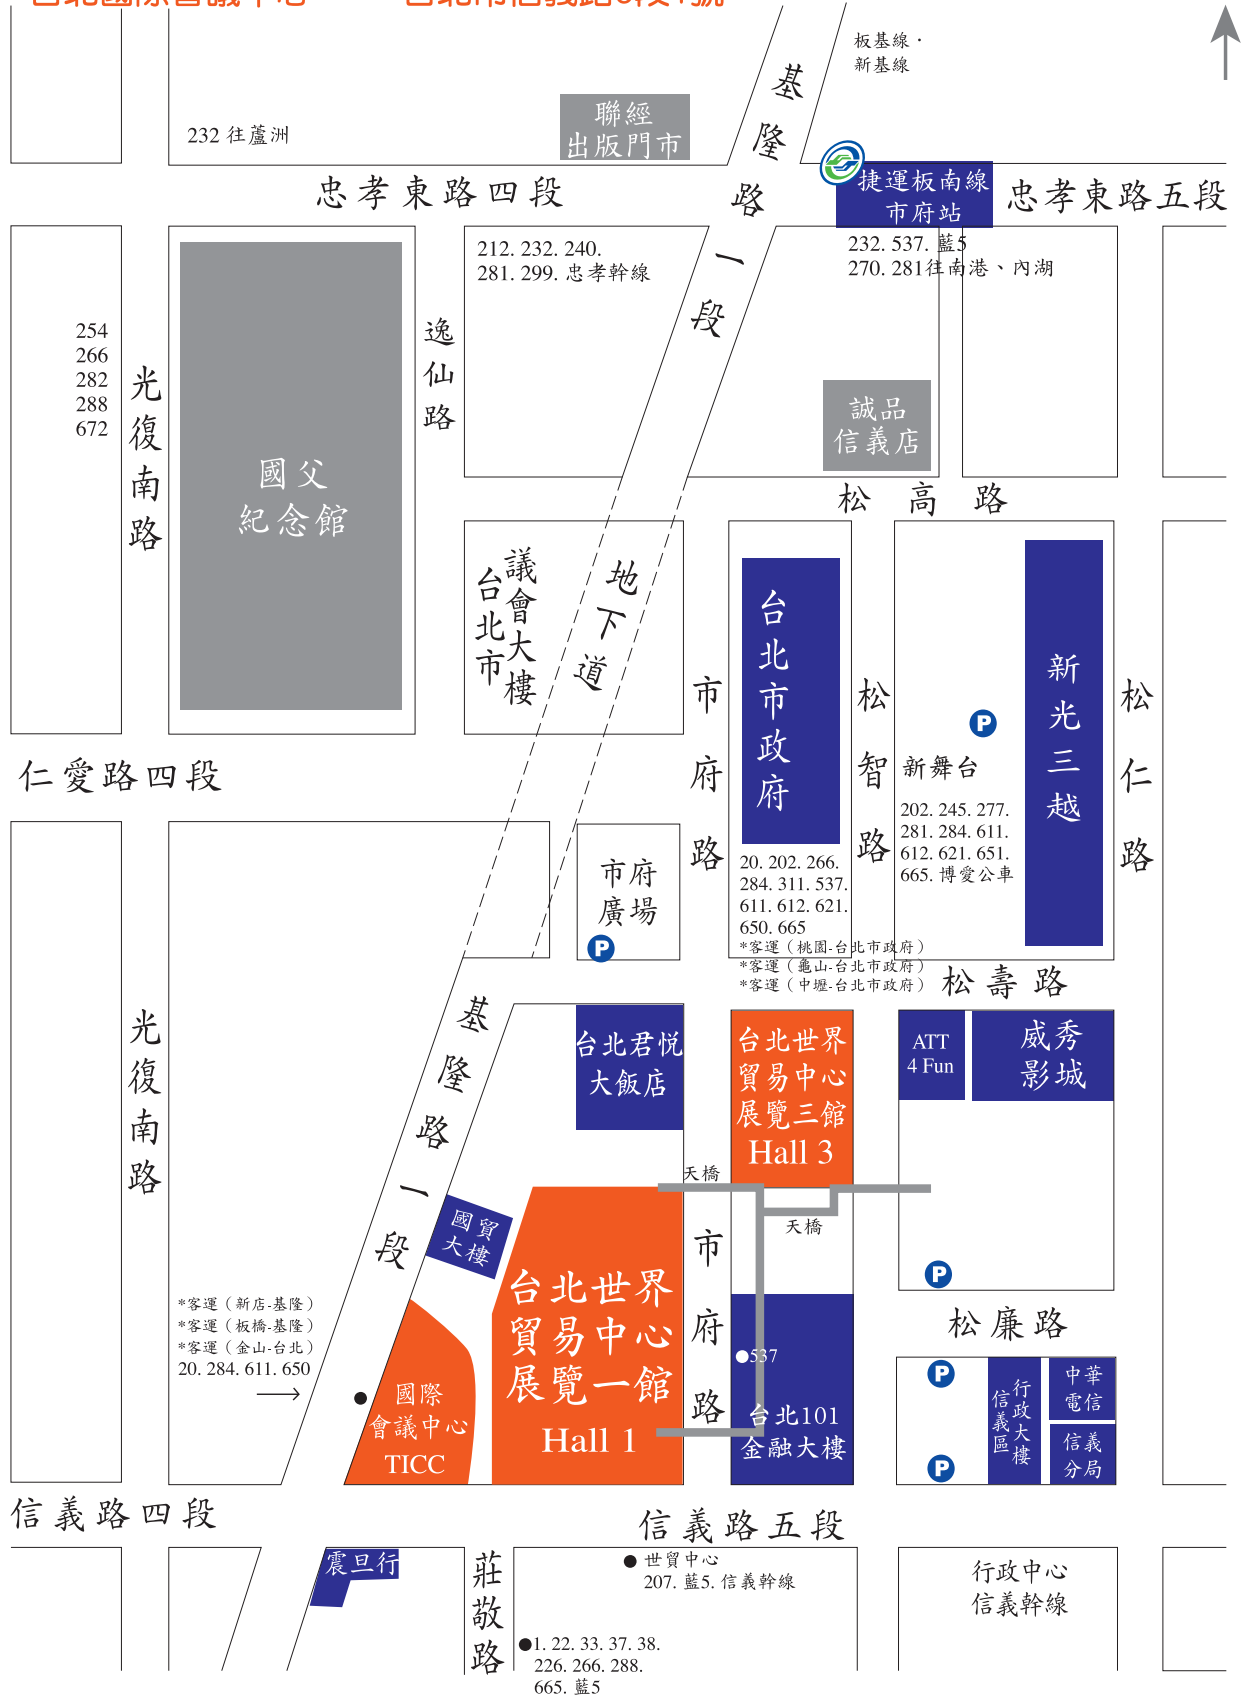 台北國際會議中心
台北市信義路5段1號
板基線·
新基線
基隆路一段
聯經
出版門市
232 往蘆洲
忠孝東路四段
捷運板南線
市府站
忠孝東路五段
212. 232. 240.
281. 299. 忠孝幹線
232. 537. 藍5
270. 281往南港、內湖
254
266
282
288
672
光復南路
國父
紀念館
逸仙路
誠品
信義店
松高路
台北市
議會大樓
地下道
市府路
台北市政府
松智路
新光三越
松仁路
P
新舞台
202. 245. 277.
281. 284. 611.
612. 621. 651.
665. 博愛公車
仁愛路四段
市府
廣場
P
20. 202. 266.
284. 311. 537.
611. 612. 621.
650. 665
*客運（桃園-台北市政府）
*客運（龜山-台北市政府）
*客運（中壢-台北市政府）
松壽路
光復南路
基隆路一段
台北君悅
大飯店
台北世界
貿易中心
展覽三館
Hall 3
ATT
4 Fun
威秀
影城
天橋
天橋
國貿
大樓
台北世界
貿易中心
展覽一館
Hall 1
市府路
P
松廉路
*客運（新店-基隆）
*客運（板橋-基隆）
*客運（金山-台北）
20. 284. 611. 650
國際
會議中心
TICC
537
台北101
金融大樓
P
P
信義區
行政大樓
中華
電信
信義
分局
信義路四段
信義路五段
震旦行
莊敬路
世貿中心
207. 藍5. 信義幹線
行政中心
信義幹線
1. 22. 33. 37. 38.
226. 266. 288.
665. 藍5